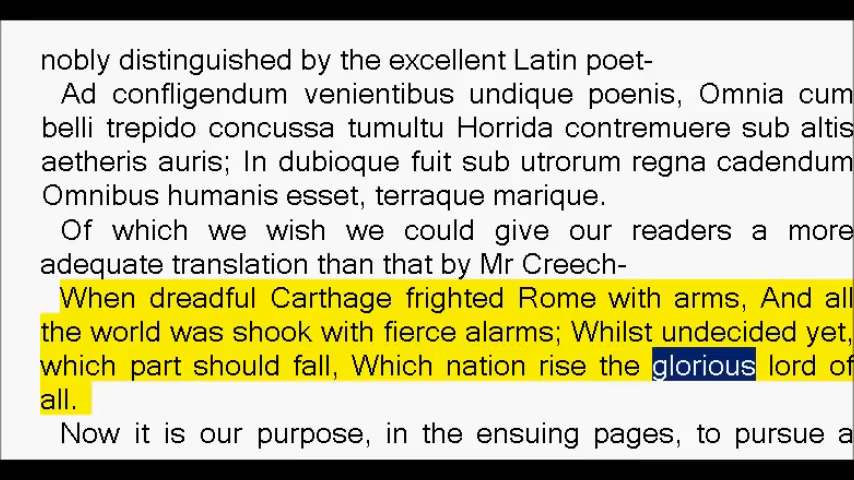 nobly distinguished by the excellent Latin poet-
Ad confligendum venientibus undique poenis, Omnia cum
belli trepido concussa tumultu Horrida contremuere sub altis
aetheris auris; In dubioque fuit sub utrorum regna cadendum
Omnibus humanis esset, terraque marique.
Of which we wish we could give our readers a more
adequate translation than that by Mr Creech-
When dreadful Carthage frighted Rome with arms, And all
the world was shook with fierce alarms; Whilst undecided yet,
which part should fall, Which nation rise the glorious lord of
all.
Now it is our purpose, in the ensuing pages, to pursue a